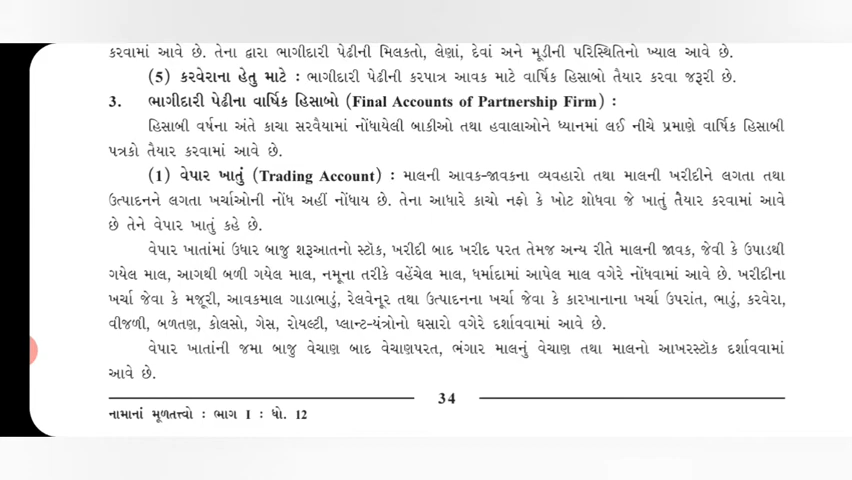 કરવામાં આવે છે. તેના દ્વારા ભાગીદારી પેઢીની મિલકતો, લેણાં, દેવાં અને મૂડીની પરિસ્થિતિનો ખ્યાલ આવે છે.
(5) કરવેરાના હેતુ માટે : ભાગીદારી પેઢીની કરપાત્ર આવક માટે વાર્ષિક હિસાબો તૈયાર કરવા જરૂરી છે.
3. ભાગીદારી પેઢીના વાર્ષિક હિસાબો (Final Accounts of Partnership Firm) :
હિસાબી વર્ષના અંતે કાચા સરવૈયામાં નોંધાયેલી બાકીઓ તથા હવાલાઓને ધ્યાનમાં લઈ નીચે પ્રમાણે વાર્ષિક હિસાબી
પત્રકો તૈયાર કરવામાં આવે છે.
(1) વેપાર ખાતું (Trading Account) : માલની આવક-જાવકના વ્યવહારો તથા માલની ખરીદીને લગતા તથા
ઉત્પાદનને લગતા ખર્ચાઓની નોંધ અહીં નોંધાય છે. તેના આધારે કાચો નફો કે ખોટ શોધવા જે ખાતું તૈયાર કરવામાં આવે
છે તેને વેપાર ખાતું કહે છે.
વેપાર ખાતાંમાં ઉધાર બાજુ શરૂઆતનો સ્ટૉક, ખરીદી બાદ ખરીદ પરત તેમજ અન્ય રીતે માલની જાવક, જેવી કે ઉપાડથી
ગયેલ માલ, આગથી બળી ગયેલ માલ, નમૂના તરીકે વહેંચેલ માલ, ધર્માદામાં આપેલ માલ વગેરે નોંધવામાં આવે છે. ખરીદીના
ખર્ચા જેવા કે મજૂરી, આવકમાલ ગાડાભાડું, રેલવેનૂર તથા ઉત્પાદનના ખર્ચા જેવા કે કારખાનાના ખર્ચા ઉપરાંત, ભાડું, કરવેરા,
વીજળી, બળતણ, કોલસો, ગેસ, રોયલ્ટી, પ્લાન્ટ-યંત્રોનો ઘસારો વગેરે દર્શાવવામાં આવે છે.
વેપાર ખાતાંની જમા બાજુ વેચાણ બાદ વેચાણપરત, ભંગાર માલનું વેચાણ તથા માલનો આખરસ્ટૉક દર્શાવવામાં
આવે છે.
34
નામાનાં મૂળતત્ત્વો : ભાગ I : ધો. 12